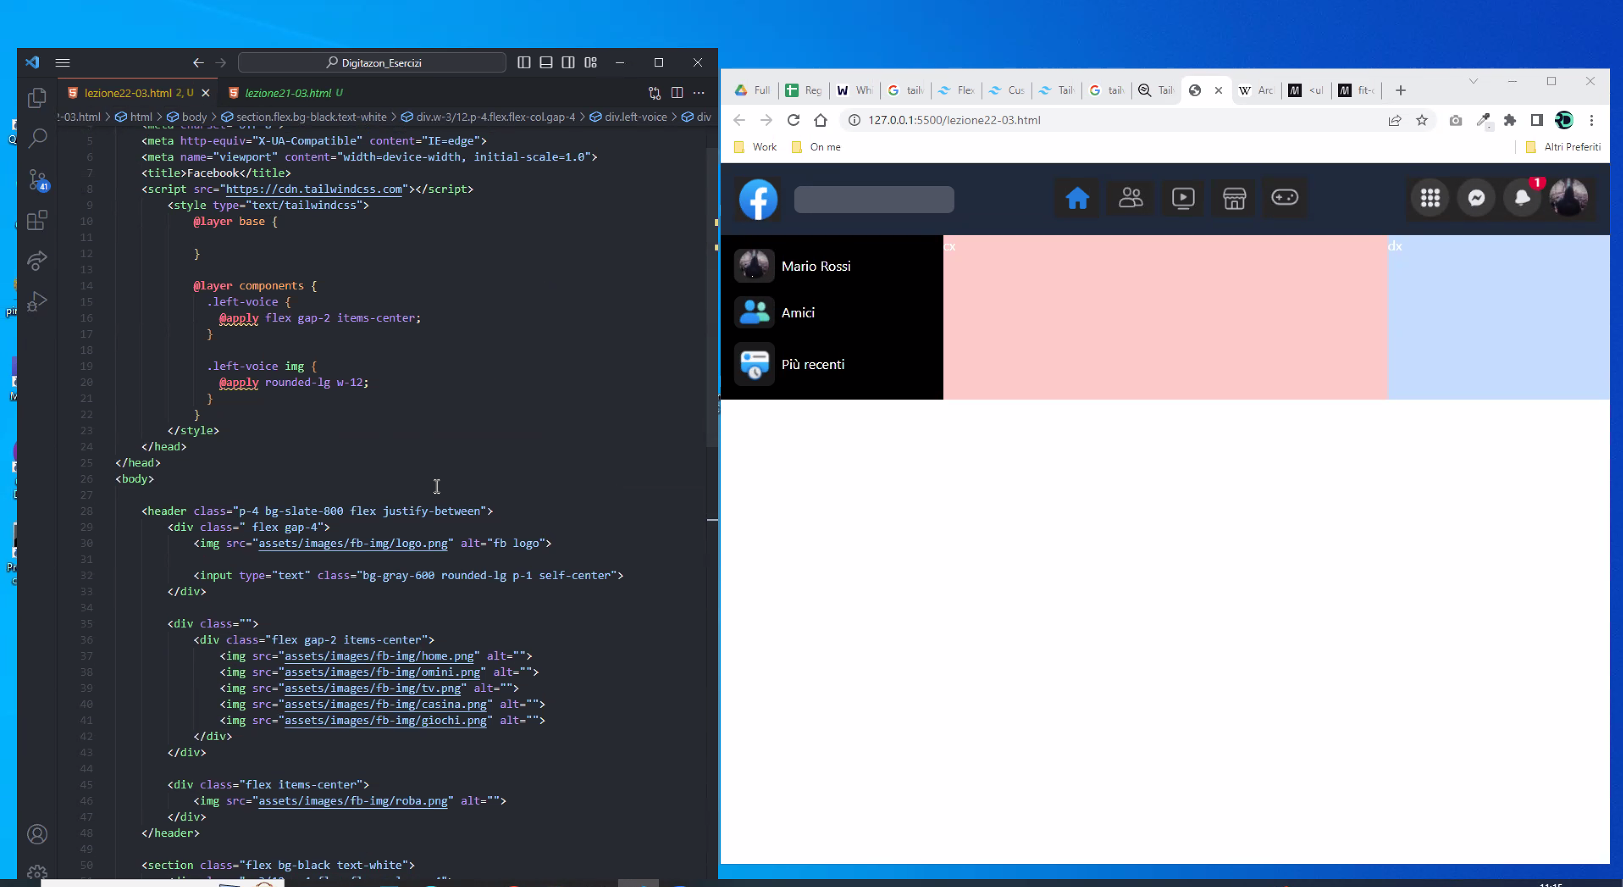 Digitazon_Esercizi
lezione22-03.html 2, U
lezione21-03.html U
-03.html html body section.flex.bg-black.text-white div.w-3/12.p-4.flex.flex-col.gap-4 div.left-voice div
5 <meta http-equiv="X-UA-Compatible" content="IE=edge">
6 <meta name="viewport" content="width=device-width, initial-scale=1.0">
7 <title>Facebook</title>
8 <script src="https://cdn.tailwindcss.com"></script>
9 <style type="text/tailwindcss">
10 @layer base {
11
12 }
13
14 @layer components {
15 .left-voice {
16 @apply flex gap-2 items-center;
17 }
18
19 .left-voice img {
20 @apply rounded-lg w-12;
21 }
22 }
23 </style>
24 </head>
25 </head>
26 <body>
27
28 <header class="p-4 bg-slate-800 flex justify-between">
29 <div class=" flex gap-4">
30 <img src="assets/images/fb-img/logo.png" alt="fb logo">
31
32 <input type="text" class="bg-gray-600 rounded-lg p-1 self-center">
33 </div>
34
35 <div class="">
36 <div class="flex gap-2 items-center">
37 <img src="assets/images/fb-img/home.png" alt="">
38 <img src="assets/images/fb-img/omini.png" alt="">
39 <img src="assets/images/fb-img/tv.png" alt="">
40 <img src="assets/images/fb-img/casina.png" alt="">
41 <img src="assets/images/fb-img/giochi.png" alt="">
42 </div>
43 </div>
44
45 <div class="flex items-center">
46 <img src="assets/images/fb-img/roba.png" alt="">
47 </div>
48 </header>
49
50 <section class="flex bg-black text-white">
41
Full Reg Whi tailv Flex Cus Tail tailv Tail Arc <ul fit-c
127.0.0.1:5500/lezione22-03.html
Work On me Altri Preferiti
1
Mario Rossi
Amici
Più recenti
cx
dx